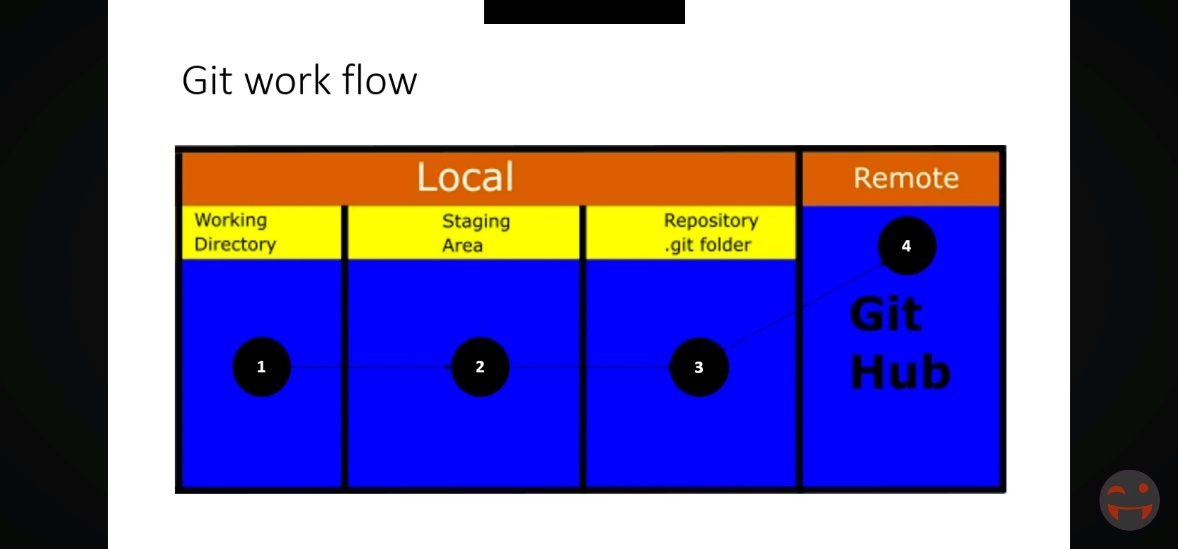 Git work flow
Local
Remote
Working
Directory
Staging
Area
Repository
.git folder
4
Git
Hub
1
2
3